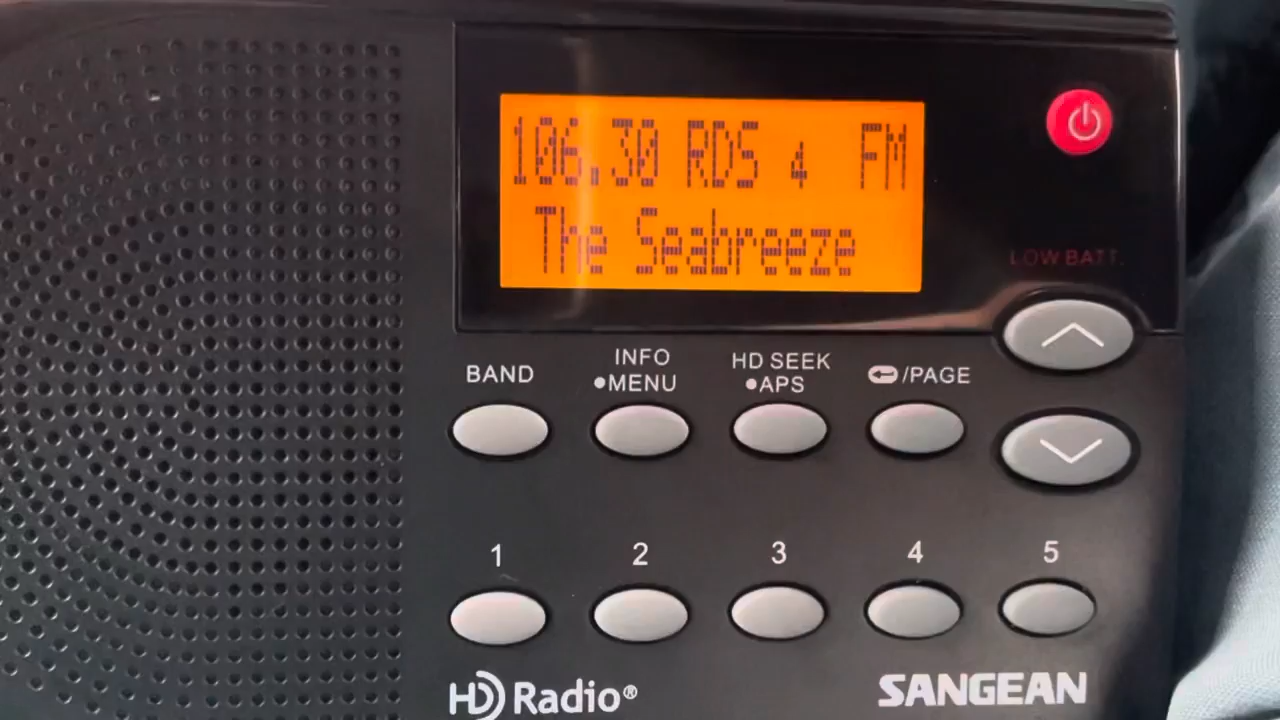 106.30 RDS 4 FM
The Seabreeze
LOW BATT.
BAND
INFO
•MENU
HD SEEK
•APS
/PAGE
1 2 3 4 5
HD Radio®
SANGEAN